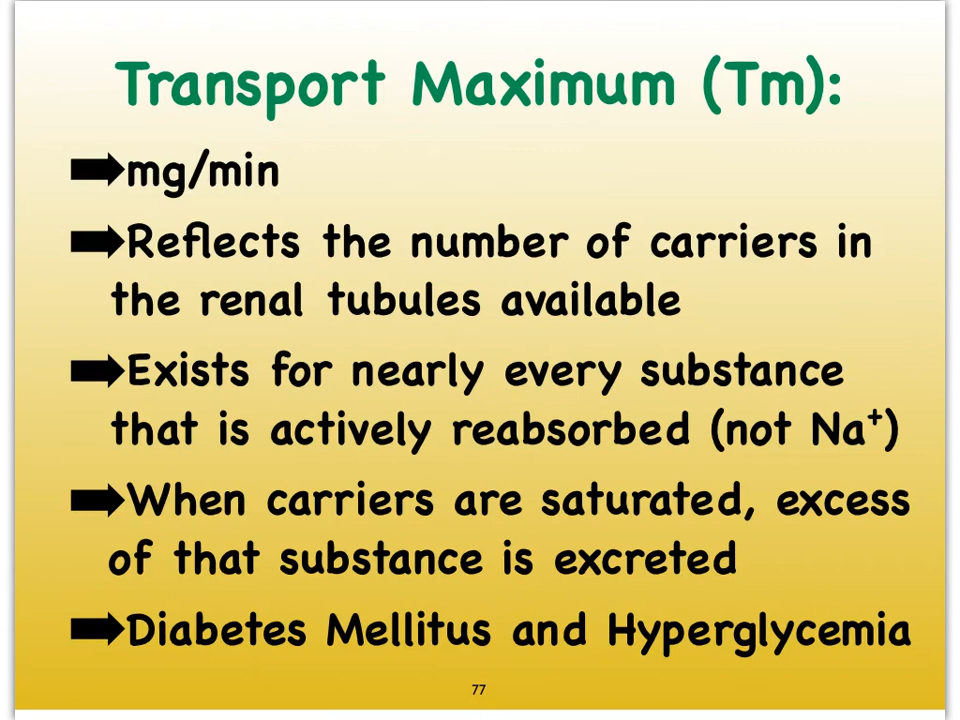 Transport Maximum (Tm):
➡mg/min
➡Reflects the number of carriers in
the renal tubules available
➡Exists for nearly every substance
that is actively reabsorbed (not Na⁺)
➡When carriers are saturated, excess
of that substance is excreted
➡Diabetes Mellitus and Hyperglycemia
77